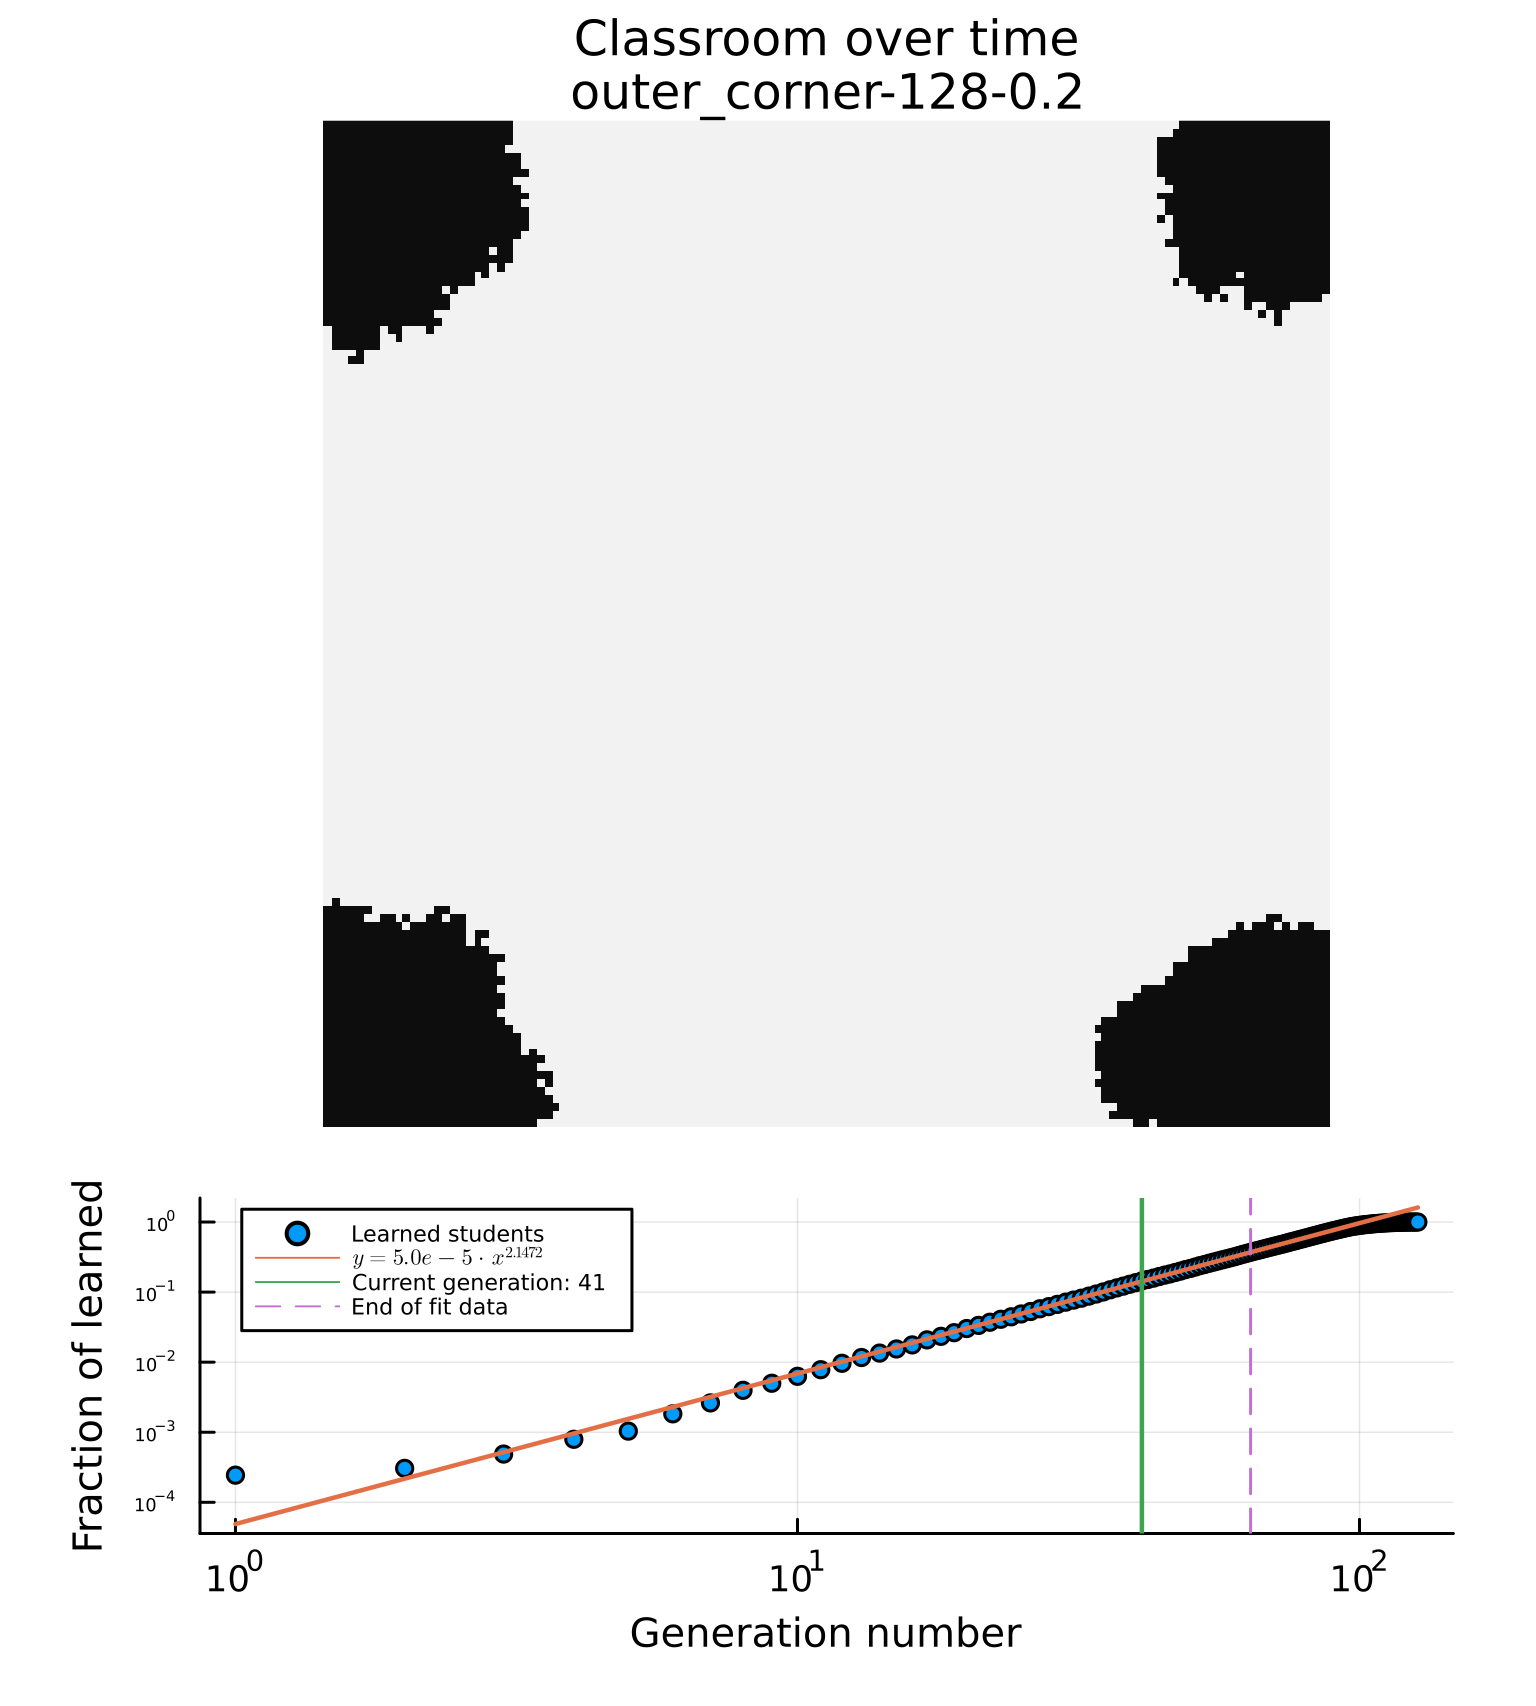 Classroom over time
outer_corner-128-0.2
Fraction of learned
10^0
10^-1
10^-2
10^-3
10^-4
Learned students
y = 5.0e − 5 · x^2.1472
Current generation: 41
End of fit data
10^0 10^1 10^2
Generation number